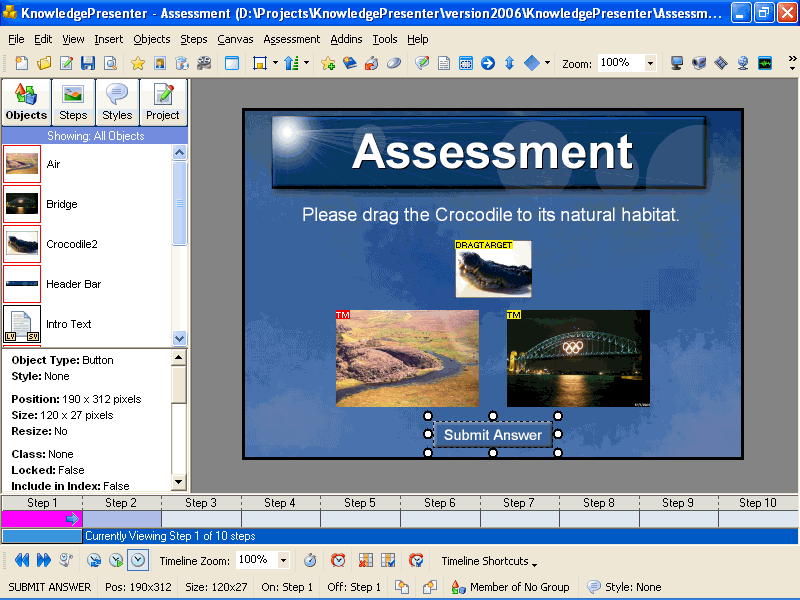 KnowledgePresenter - Assessment (D:\Projects\KnowledgePresenter\version2006\KnowledgePresenter\Assessm...
File Edit View Insert Objects Steps Canvas Assessment Addins Tools Help
Zoom: 100%
Objects Steps Styles Project
Showing: All Objects
Air
Bridge
Crocodile2
Header Bar
Intro Text
LV SV
Object Type: Button
Style: None
Position: 190 x 312 pixels
Size: 120 x 27 pixels
Resize: No
Class: None
Locked: False
Include in Index: False
Assessment
Please drag the Crocodile to its natural habitat.
DRAGTARGET
TM
TM
Submit Answer
Step 1 Step 2 Step 3 Step 4 Step 5 Step 6 Step 7 Step 8 Step 9 Step 10
Currently Viewing Step 1 of 10 steps
Timeline Zoom: 100% Timeline Shortcuts
SUBMIT ANSWER Pos: 190x312 Size: 120x27 On: Step 1 Off: Step 1 Member of No Group Style: None